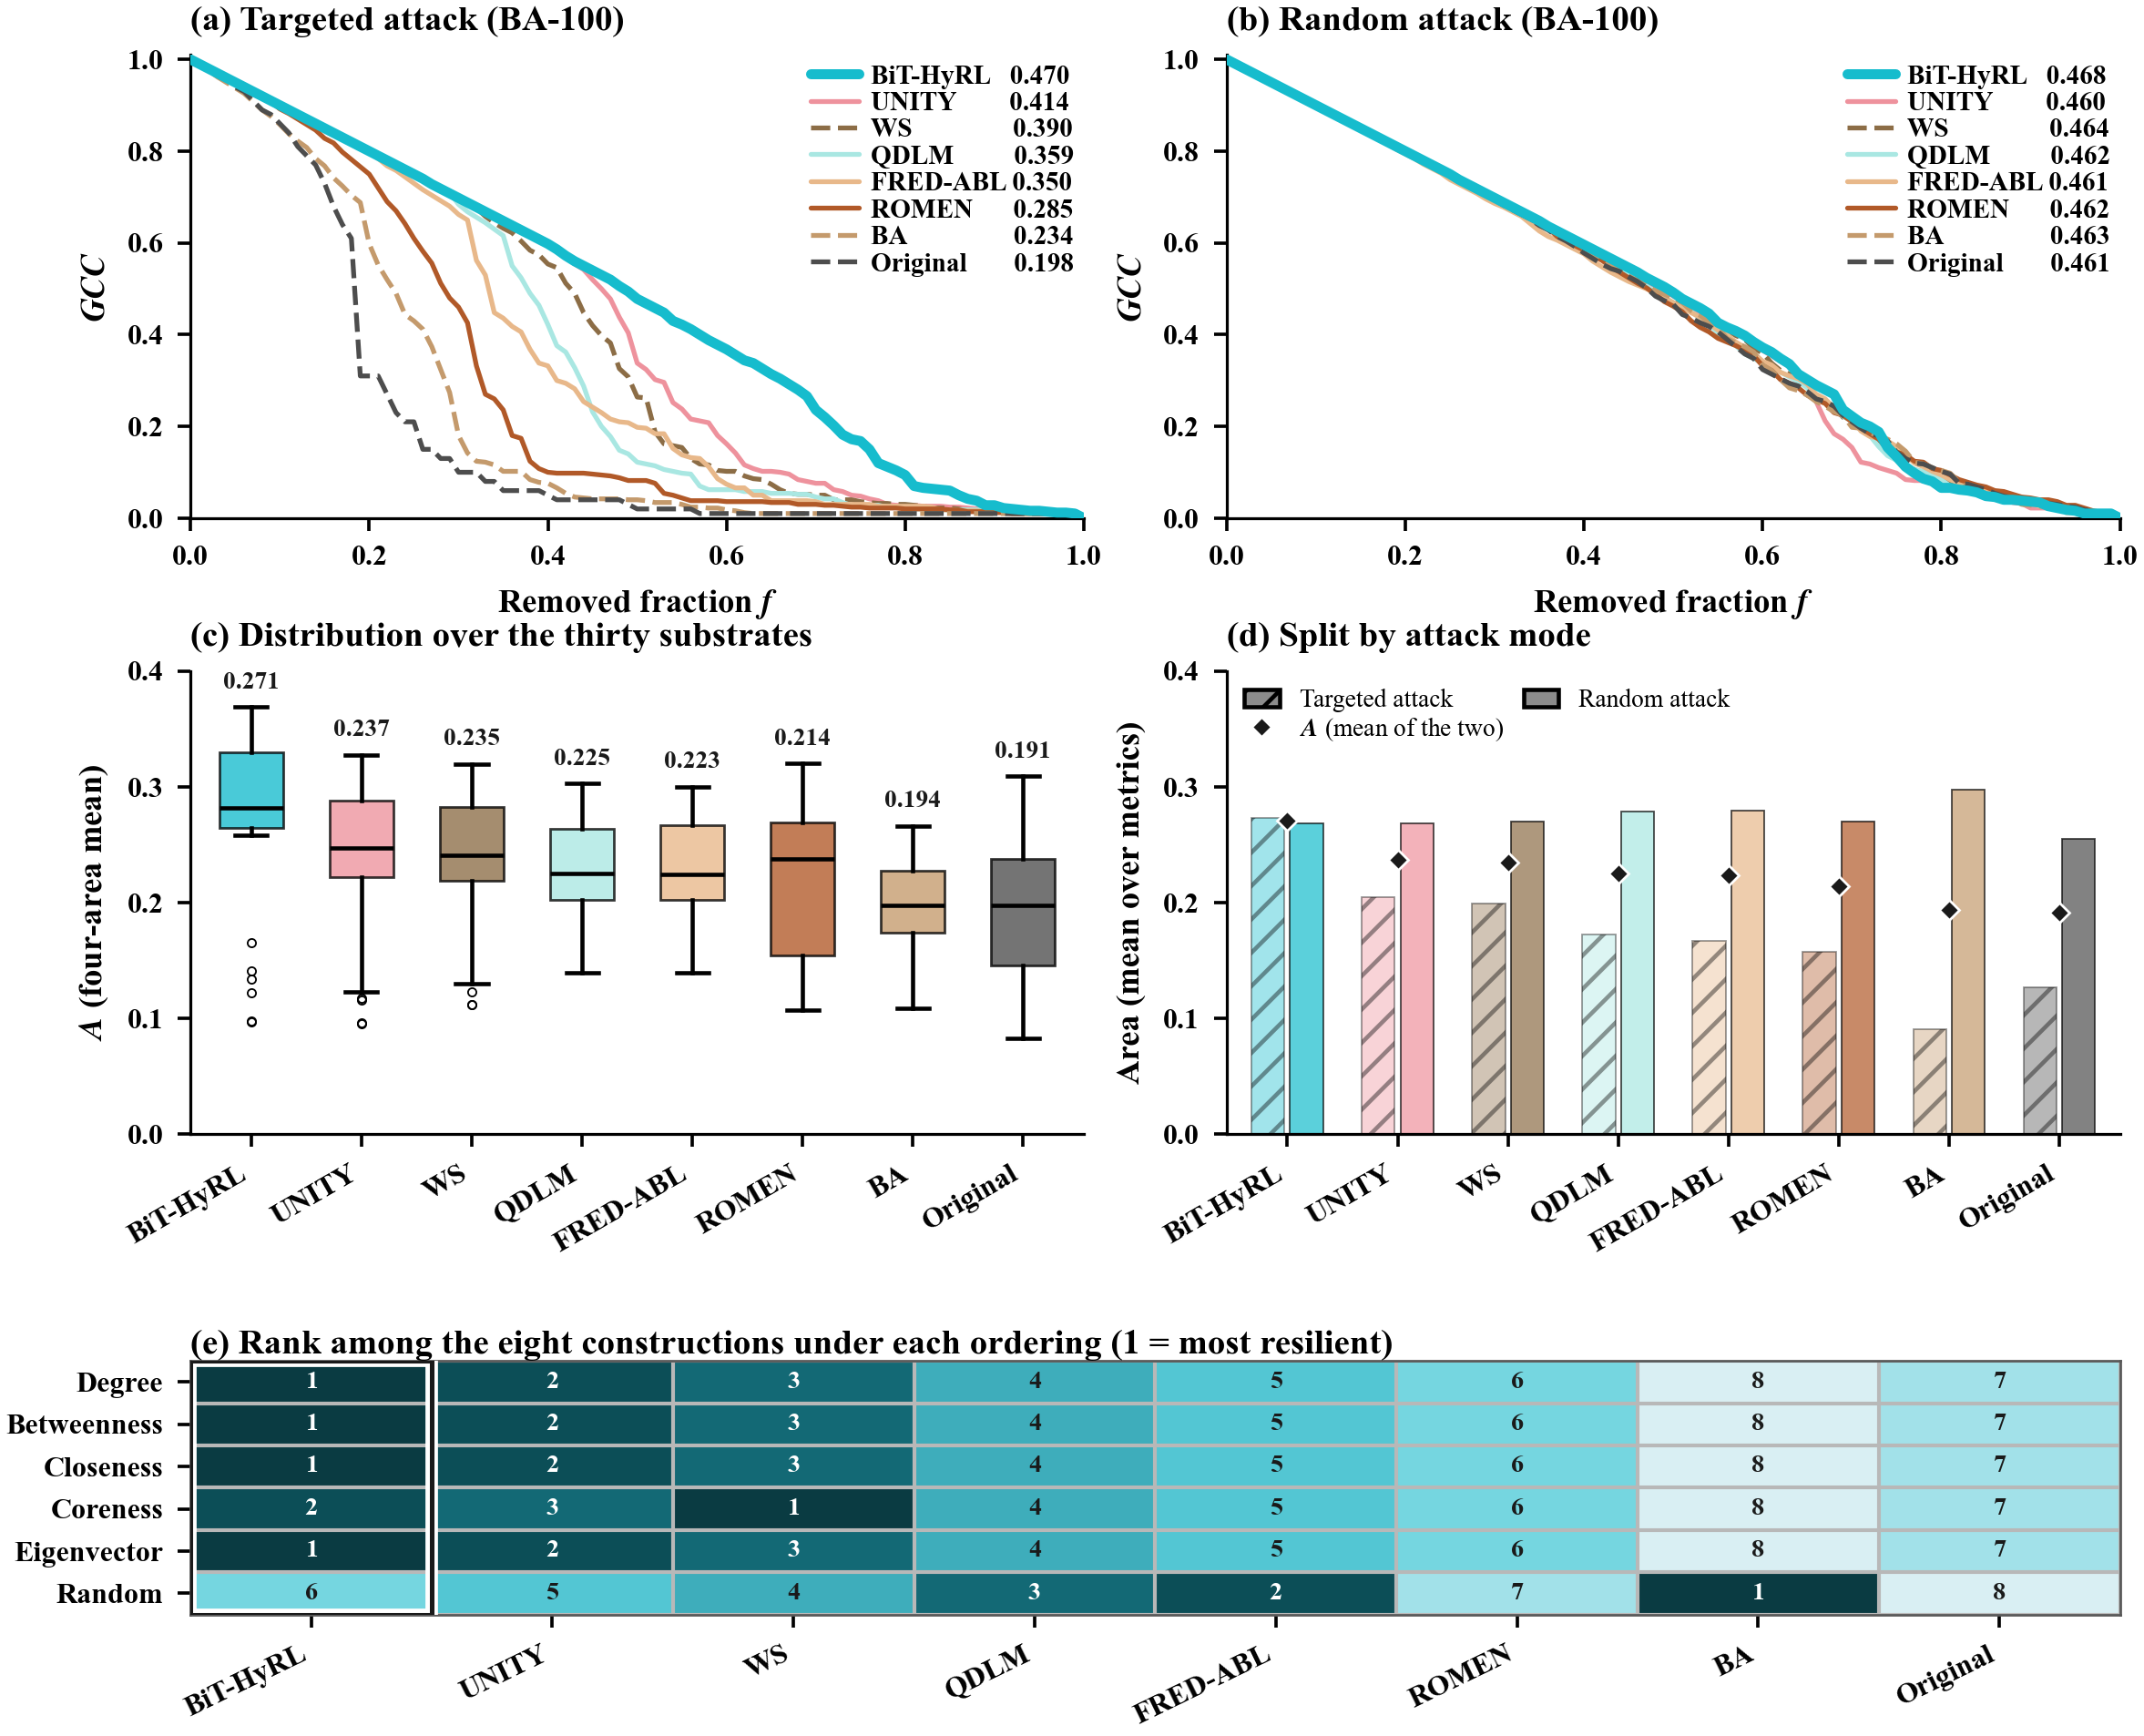 (a) Targeted attack (BA-100)
1.0
0.8
0.6
0.4
0.2
0.0
GCC
BiT-HyRL 0.470
UNITY 0.414
WS 0.390
QDLM 0.359
FRED-ABL 0.350
ROMEN 0.285
BA 0.234
Original 0.198
0.0 0.2 0.4 0.6 0.8 1.0
Removed fraction f
(b) Random attack (BA-100)
1.0
0.8
0.6
0.4
0.2
0.0
GCC
BiT-HyRL 0.468
UNITY 0.460
WS 0.464
QDLM 0.462
FRED-ABL 0.461
ROMEN 0.462
BA 0.463
Original 0.461
0.0 0.2 0.4 0.6 0.8 1.0
Removed fraction f
(c) Distribution over the thirty substrates
0.4
0.3
0.2
0.1
0.0
A (four-area mean)
0.271 0.237 0.235 0.225 0.223 0.214 0.194 0.191
BiT-HyRL UNITY WS QDLM FRED-ABL ROMEN BA Original
(d) Split by attack mode
0.4
0.3
0.2
0.1
0.0
Area (mean over metrics)
Targeted attack Random attack
A (mean of the two)
BiT-HyRL UNITY WS QDLM FRED-ABL ROMEN BA Original
(e) Rank among the eight constructions under each ordering (1 = most resilient)
Degree 1 2 3 4 5 6 8 7
Betweenness 1 2 3 4 5 6 8 7
Closeness 1 2 3 4 5 6 8 7
Coreness 2 3 1 4 5 6 8 7
Eigenvector 1 2 3 4 5 6 8 7
Random 6 5 4 3 2 7 1 8
BiT-HyRL UNITY WS QDLM FRED-ABL ROMEN BA Original